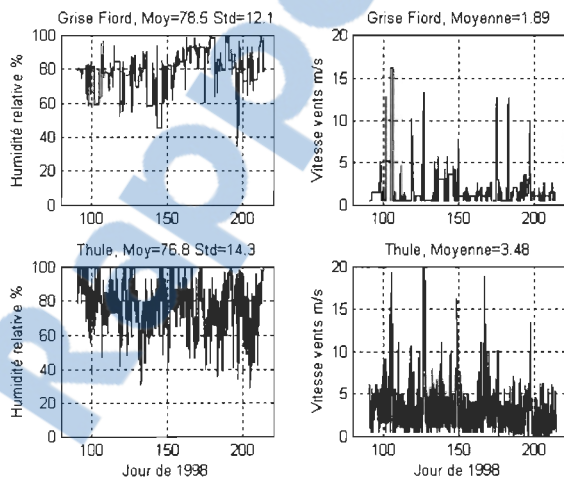 Grise Fiord, Moy=78.5 Std=12.1
Humidité relative %
100
80
60
40
20
0
100 150 200
Grise Fiord, Moyenne=1.89
Vitesse vents m/s
20
15
10
5
0
100 150 200
Thule, Moy=76.8 Std=14.3
Humidité relative %
100
80
60
40
20
0
100 150 200
Jour de 1998
Thule, Moyenne=3.48
Vitesse vents m/s
20
15
10
5
0
100 150 200
Jour de 1998